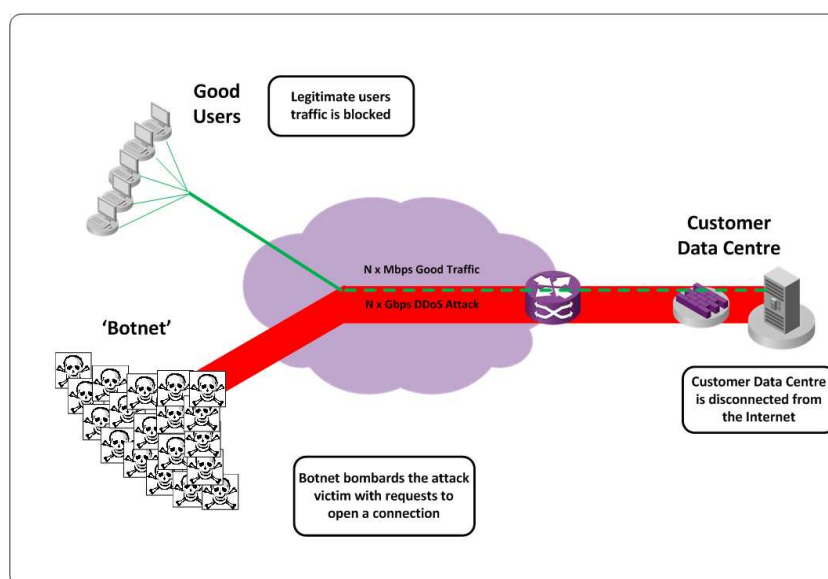 Good
Users
Legitimate users
traffic is blocked
Customer
Data Centre
N x Mbps Good Traffic
N x Gbps DDoS Attack
'Botnet'
Customer Data Centre
is disconnected from
the Internet
Botnet bombards the attack
victim with requests to
open a connection